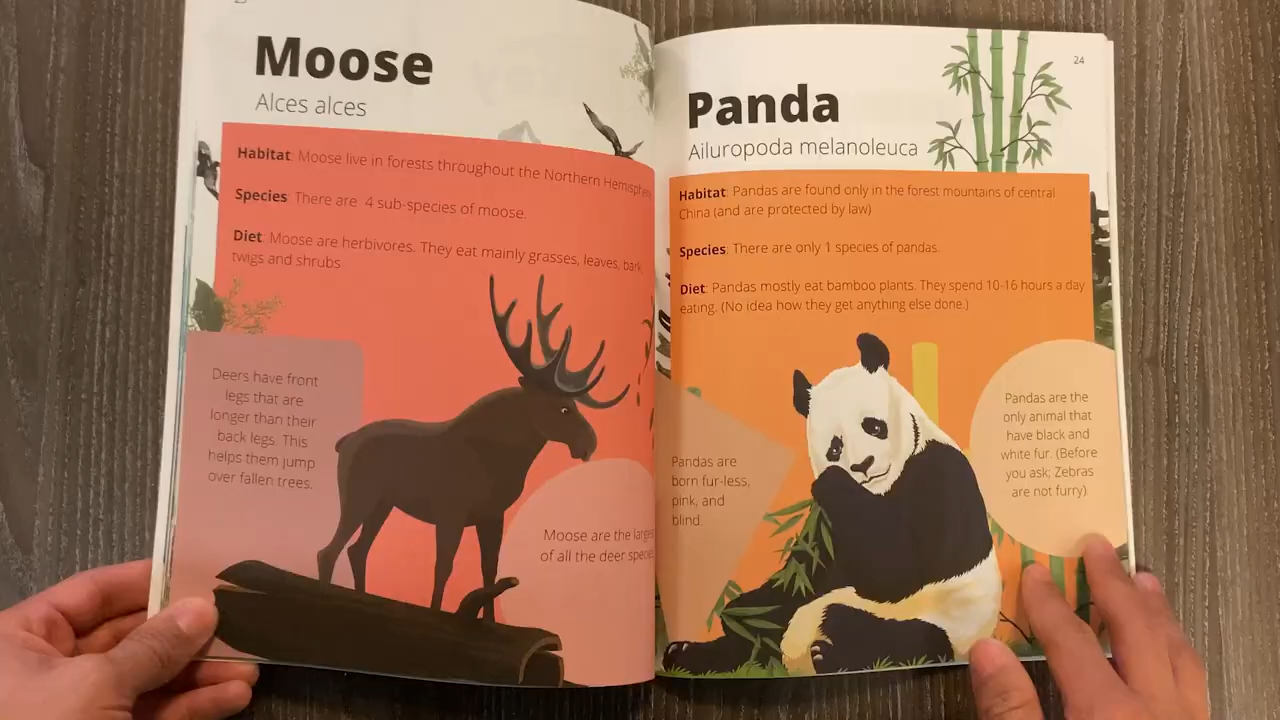 Moose
Alces alces
Habitat: Moose live in forests throughout the Northern Hemisphere
Species: There are 4 sub-species of moose.
Diet: Moose are herbivores. They eat mainly grasses, leaves, bark,
twigs and shrubs
Deers have front
legs that are
longer than their
back legs. This
helps them jump
over fallen trees.
Moose are the largest
of all the deer species
24
Panda
Ailuropoda melanoleuca
Habitat: Pandas are found only in the forest mountains of central
China (and are protected by law)
Species: There are only 1 species of pandas.
Diet: Pandas mostly eat bamboo plants. They spend 10-16 hours a day
eating. (No idea how they get anything else done.)
Pandas are
born fur-less,
pink, and
blind.
Pandas are the
only animal that
have black and
white fur. (Before
you ask; Zebras
are not furry).